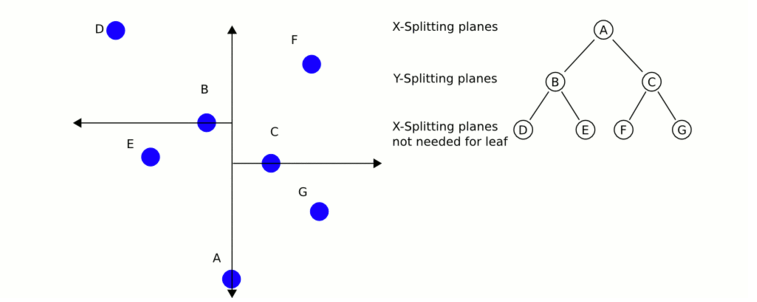 D
F
B
C
E
G
A
X-Splitting planes
A
Y-Splitting planes
B
C
X-Splitting planes
not needed for leaf
D
E
F
G